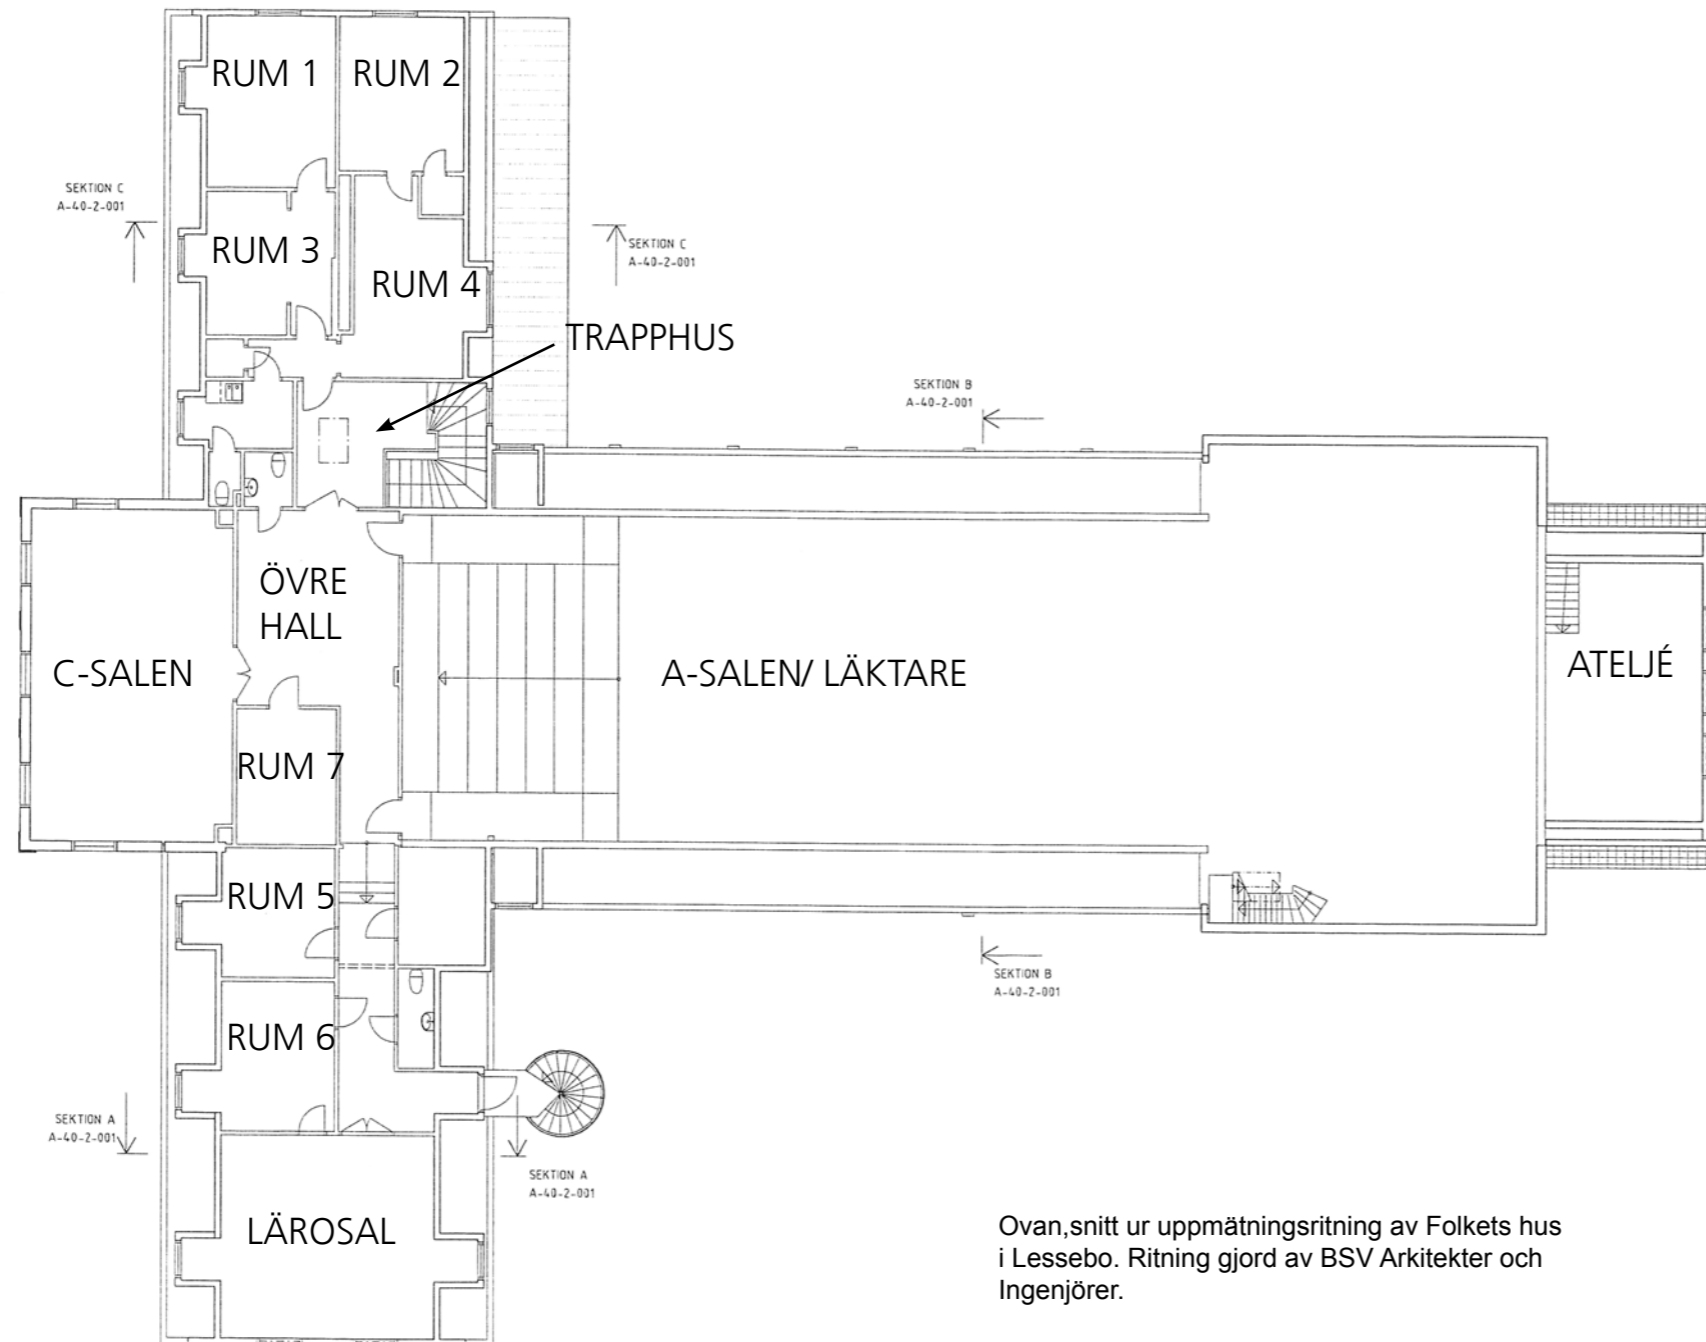 RUM 1
RUM 2
SEKTION C
A-40-2-001
RUM 3
SEKTION C
A-40-2-001
RUM 4
TRAPPHUS
SEKTION B
A-40-2-001
ÖVRE
HALL
C-SALEN
A-SALEN/ LÄKTARE
ATELJÉ
RUM 7
RUM 5
SEKTION B
A-40-2-001
RUM 6
SEKTION A
A-40-2-001
SEKTION A
A-40-2-001
LÄROSAL
Ovan,snitt ur uppmätningsritning av Folkets hus
i Lessebo. Ritning gjord av BSV Arkitekter och
Ingenjörer.